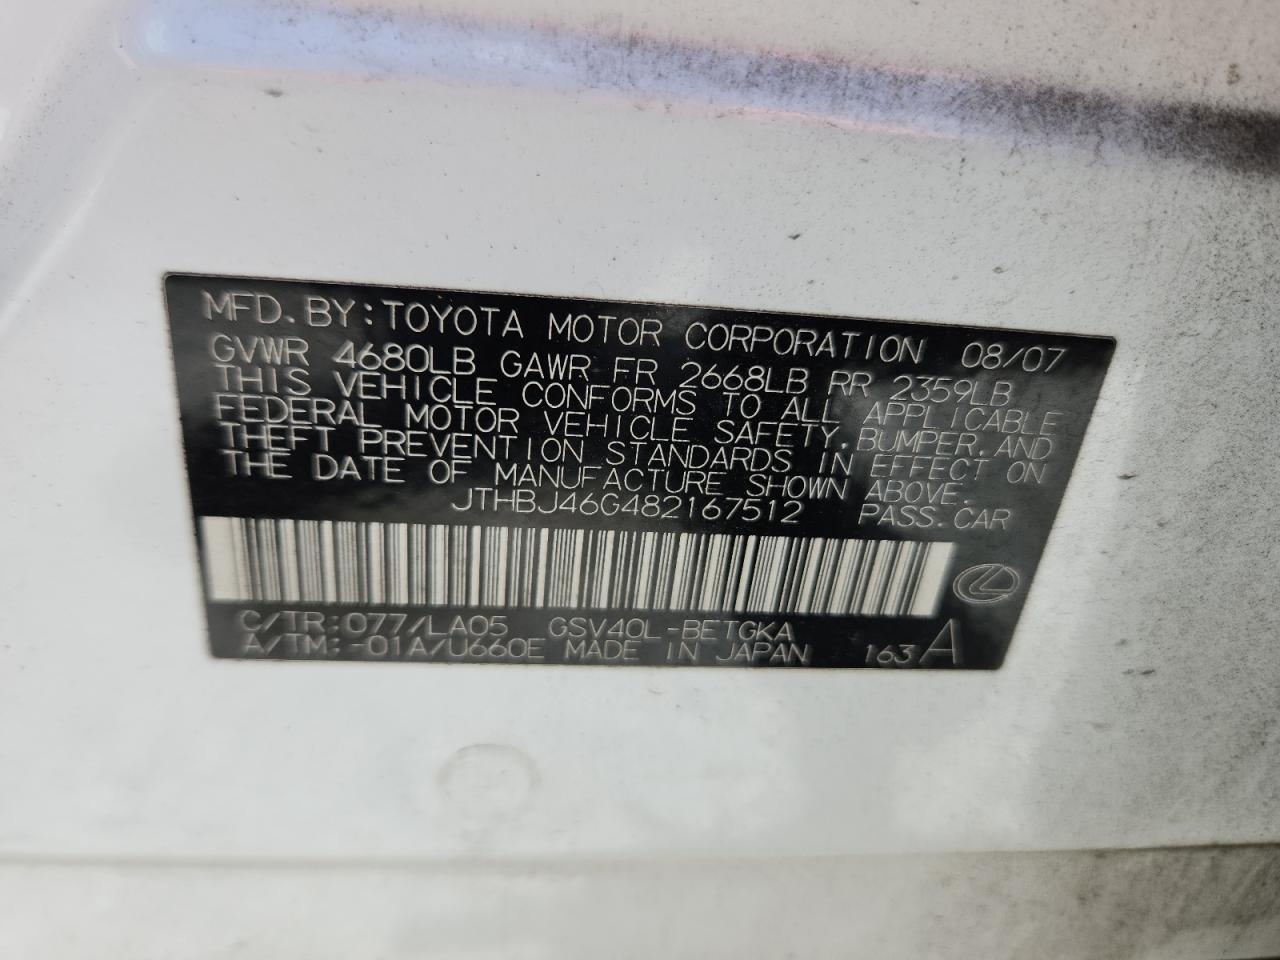 MFD. BY: TOYOTA MOTOR CORPORATION 08/07
GVWR 4680LB GAWR FR 2668LB RR 2359LB
THIS VEHICLE CONFORMS TO ALL APPLICABLE
FEDERAL MOTOR VEHICLE SAFETY, BUMPER, AND
THEFT PREVENTION STANDARDS IN EFFECT ON
THE DATE OF MANUFACTURE SHOWN ABOVE.
JTHBJ46G482167512 PASS. CAR
C/TR: 077/LA05 GSV40L-BETGKA
A/TM: -01A/U660E MADE IN JAPAN 163 A